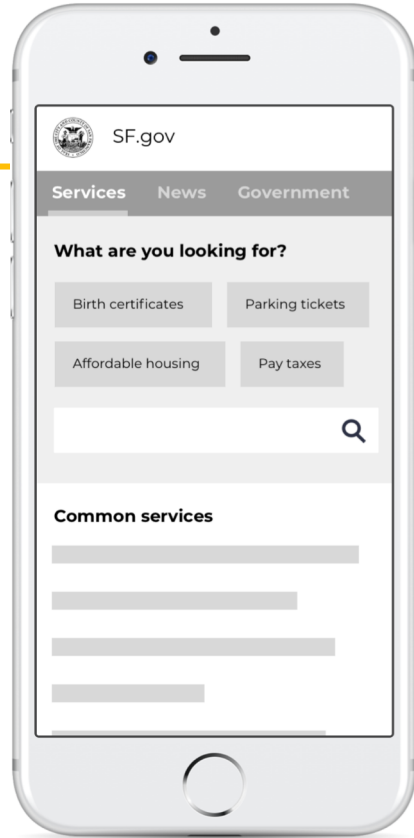 SF.gov
Services News Government
What are you looking for?
Birth certificates Parking tickets
Affordable housing Pay taxes
Common services